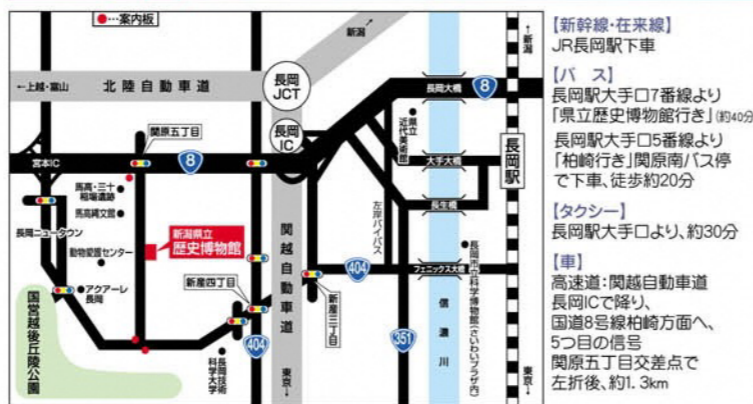 ●…案内板
新潟
←上越・富山
北陸自動車道
長岡
JCT
長岡
IC
長岡大橋
8
↑新潟
関原五丁目
宮本IC
8
県立近代美術館
大手大橋
長岡駅
馬高・三十
稲場遺跡
馬高縄文館
長岡ニュータウン
動物愛護センター
新潟県立
歴史博物館
関越自動車道
左岸バイパス
長生橋
アクアーレ
長岡
新産四丁目
404
フェニックス大橋
長岡市立科学博物館(さいわいプラザ内)
新産三丁目
国営越後丘陵公園
404
351
信濃川
長岡技術
科学大学
東京↓
東京↓
【新幹線・在来線】
JR長岡駅下車
【バス】
長岡駅大手口7番線より
「県立歴史博物館行き」(約40分)
長岡駅大手口5番線より
「柏崎行き」関原南バス停
で下車、徒歩約20分
【タクシー】
長岡駅大手口より、約30分
【車】
高速道:関越自動車道
長岡ICで降り、
国道8号線柏崎方面へ、
5つ目の信号
関原五丁目交差点で
左折後、約1.3km